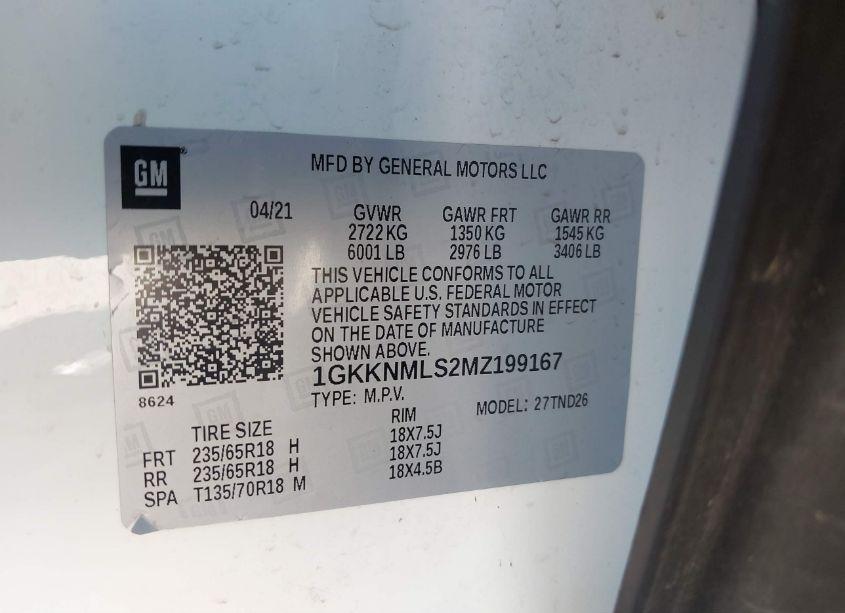 GM
MFD BY GENERAL MOTORS LLC
04/21 GVWR GAWR FRT GAWR RR
2722 KG 1350 KG 1545 KG
6001 LB 2976 LB 3406 LB
THIS VEHICLE CONFORMS TO ALL
APPLICABLE U.S. FEDERAL MOTOR
VEHICLE SAFETY STANDARDS IN EFFECT
ON THE DATE OF MANUFACTURE
SHOWN ABOVE.
1GKKNMLS2MZ199167
8624
TYPE: M.P.V. MODEL: 27TND26
TIRE SIZE RIM
FRT 235/65R18 H 18X7.5J
RR 235/65R18 H 18X7.5J
SPA T135/70R18 M 18X4.5B